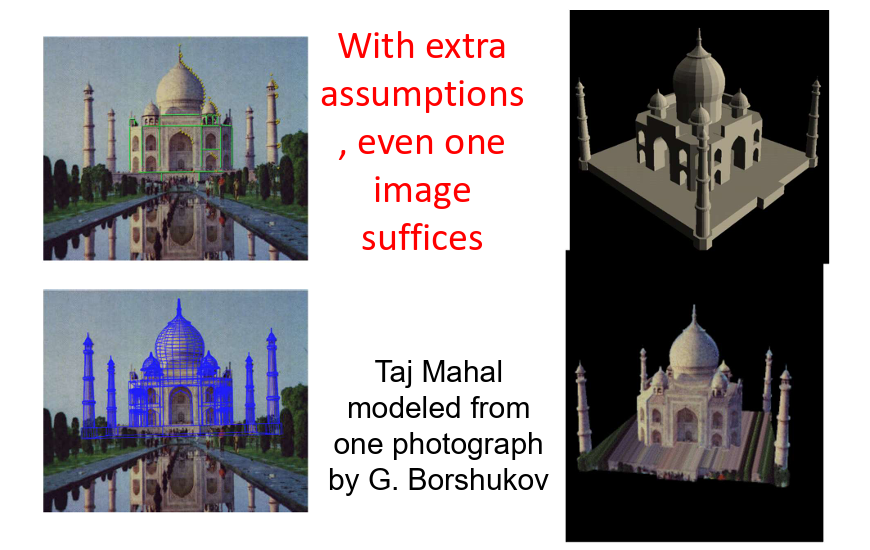 With extra
assumptions
, even one
image
suffices
Taj Mahal
modeled from
one photograph
by G. Borshukov